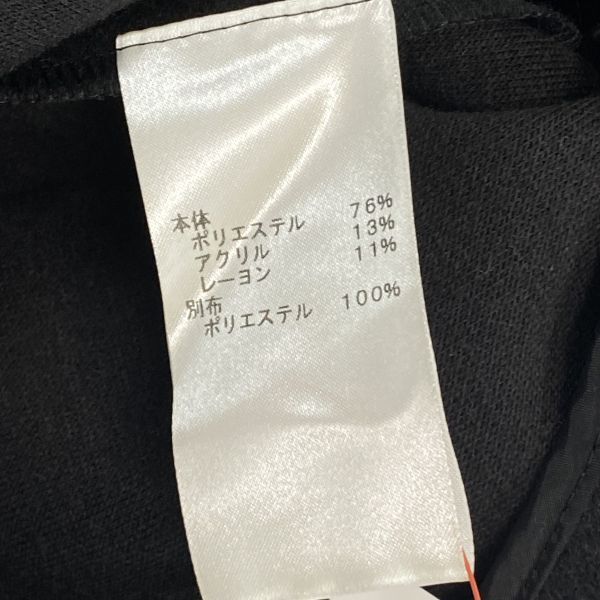 本体
ポリエステル 76%
アクリル 13%
レーヨン 11%
別布
ポリエステル 100%